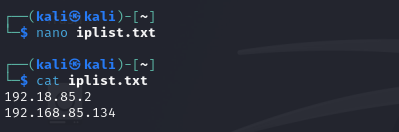 ┌──(kali㉿kali)-[~]
└─$ nano iplist.txt
┌──(kali㉿kali)-[~]
└─$ cat iplist.txt
192.18.85.2
192.168.85.134